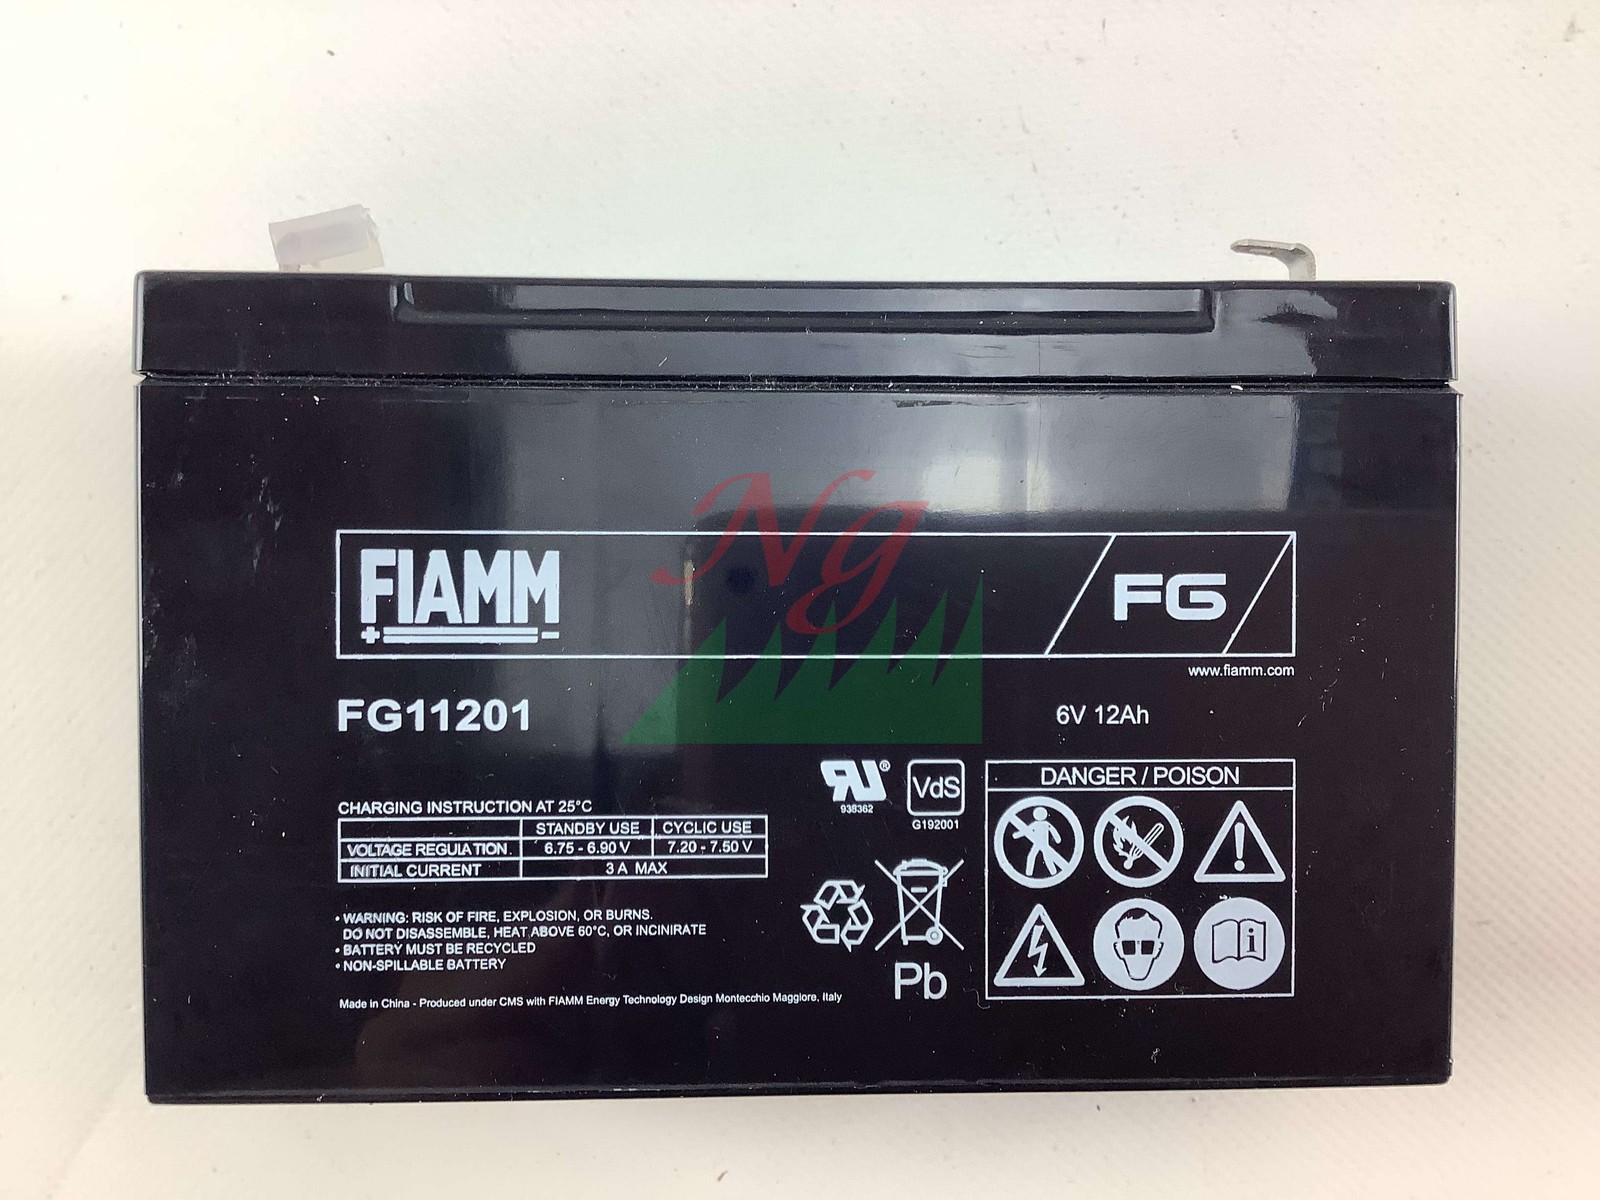 Ng
FIAMM
+ -
FG
www.fiamm.com
FG11201
6V 12Ah
CHARGING INSTRUCTION AT 25°C
STANDBY USE CYCLIC USE
VOLTAGE REGULATION 6.75 - 6.90 V 7.20 - 7.50 V
INITIAL CURRENT 3 A MAX
• WARNING: RISK OF FIRE, EXPLOSION, OR BURNS.
DO NOT DISASSEMBLE, HEAT ABOVE 60°C, OR INCINIRATE
• BATTERY MUST BE RECYCLED
• NON-SPILLABLE BATTERY
Made in China - Produced under CMS with FIAMM Energy Technology Design Montecchio Maggiore, Italy
RU®
938362
VdS
G192001
Pb
DANGER / POISON
i